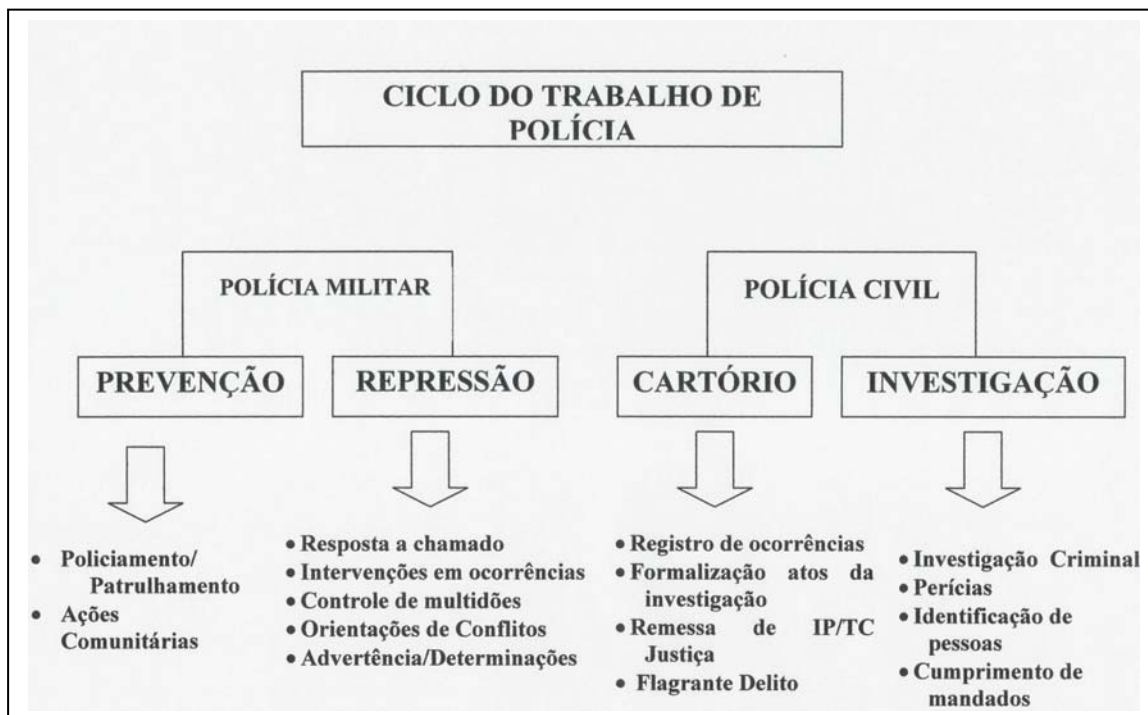 CICLO DO TRABALHO DE
POLÍCIA
POLÍCIA MILITAR
POLÍCIA CIVIL
PREVENÇÃO
REPRESSÃO
CARTÓRIO
INVESTIGAÇÃO
• Policiamento/
Patrulhamento
• Ações
Comunitárias
• Resposta a chamado
• Intervenções em ocorrências
• Controle de multidões
• Orientações de Conflitos
• Advertência/Determinações
• Registro de ocorrências
• Formalização atos da
investigação
• Remessa de IP/TC
Justiça
• Flagrante Delito
• Investigação Criminal
• Perícias
• Identificação de
pessoas
• Cumprimento de
mandados